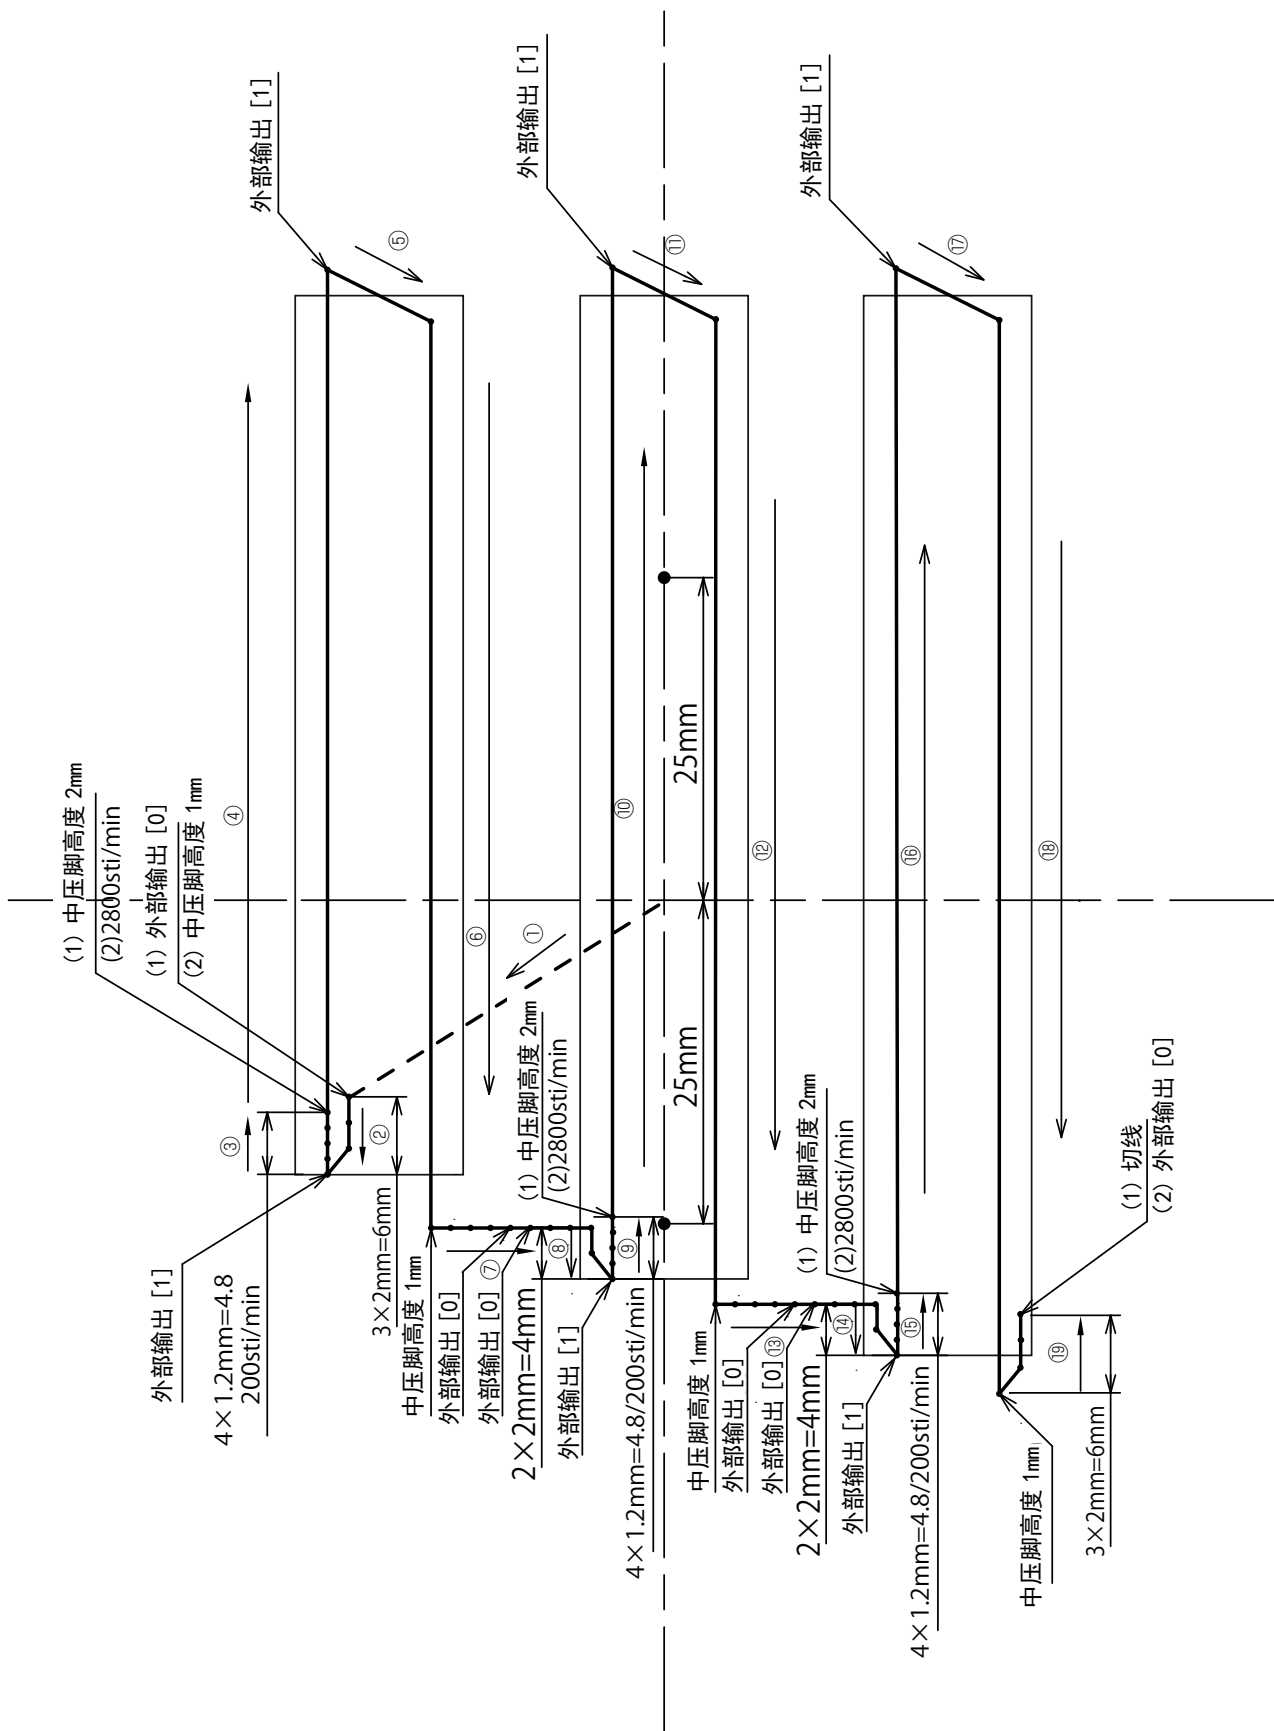 外部输出 [1]
外部输出 [1]
外部输出 [1]
⑤
⑪
⑰
(1) 中压脚高度 2mm
(2)2800sti/min
(1) 外部输出 [0]
(2) 中压脚高度 1mm
④
⑥
①
⑩
25mm
25mm
⑫
⑯
⑱
③
②
外部输出 [1]
4×1.2mm=4.8
200sti/min
3×2mm=6mm
中压脚高度 1mm
外部输出 [0]
外部输出 [0]
⑦
2×2mm=4mm
⑧
外部输出 [1]
(1) 中压脚高度 2mm
(2)2800sti/min
⑨
4×1.2mm=4.8/200sti/min
中压脚高度 1mm
外部输出 [0]
外部输出 [0]
⑬
2×2mm=4mm
⑭
外部输出 [1]
(1) 中压脚高度 2mm
(2)2800sti/min
⑮
4×1.2mm=4.8/200sti/min
中压脚高度 1mm
3×2mm=6mm
⑲
(1) 切线
(2) 外部输出 [0]